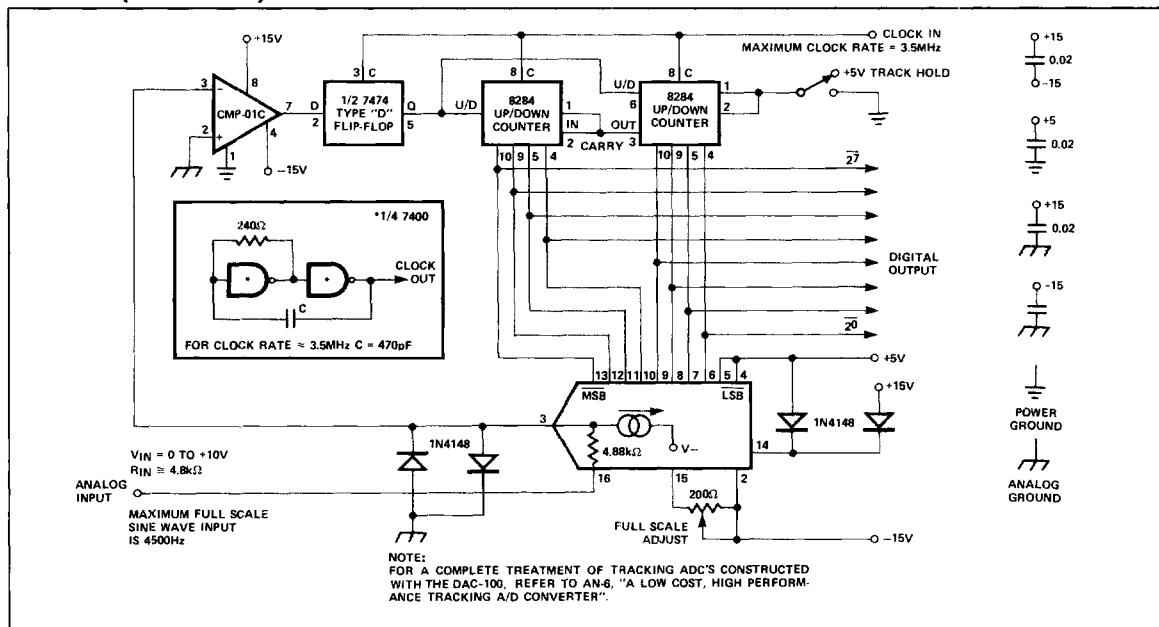 +15V
8
3
−
CMP-01C
2
+
7
4
1
−15V
3 C
D
2
1/2 7474
TYPE "D"
FLIP-FLOP
Q
5
U/D
8 C
8284
UP/DOWN
COUNTER
1
IN
2
10 9 5 4
CARRY
U/D
6
OUT
3
8 C
8284
UP/DOWN
COUNTER
1
2
10 9 5 4
CLOCK IN
MAXIMUM CLOCK RATE = 3.5MHz
+5V TRACK HOLD
2̅7̅
DIGITAL
OUTPUT
2̅0̅
+15
0.02
−15
+5
0.02
+15
0.02
−15
POWER
GROUND
ANALOG
GROUND
*1/4 7400
240Ω
*
*
CLOCK
OUT
C
FOR CLOCK RATE ≈ 3.5MHz C = 470pF
+5V
+15V
1N4148
13 12 11 10 9 8 7 6 5 4
M̅S̅B̅
L̅S̅B̅
3
4.88kΩ
V−
14
16
15
2
1N4148
VIN = 0 TO +10V
RIN ≅ 4.8kΩ
ANALOG
INPUT
MAXIMUM FULL SCALE
SINE WAVE INPUT
IS 4500Hz
200Ω
FULL SCALE
ADJUST
−15V
NOTE:
FOR A COMPLETE TREATMENT OF TRACKING ADC'S CONSTRUCTED
WITH THE DAC-100, REFER TO AN-6, "A LOW COST, HIGH PERFORM-
ANCE TRACKING A/D CONVERTER".